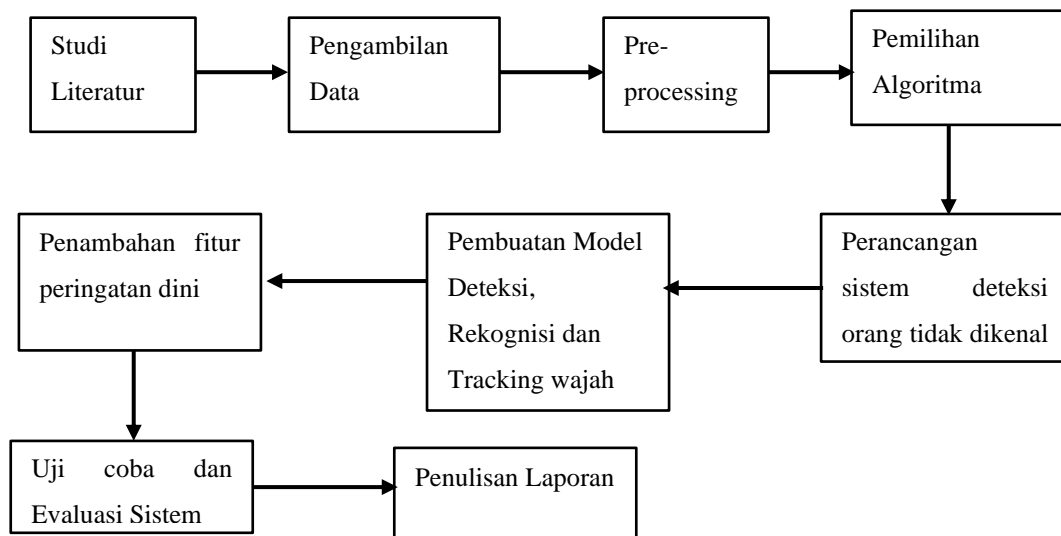 Studi
Literatur
Pengambilan
Data
Pre-
processing
Pemilihan
Algoritma
Perancangan
sistem deteksi
orang tidak dikenal
Pembuatan Model
Deteksi,
Rekognisi dan
Tracking wajah
Penambahan fitur
peringatan dini
Uji coba dan
Evaluasi Sistem
Penulisan Laporan